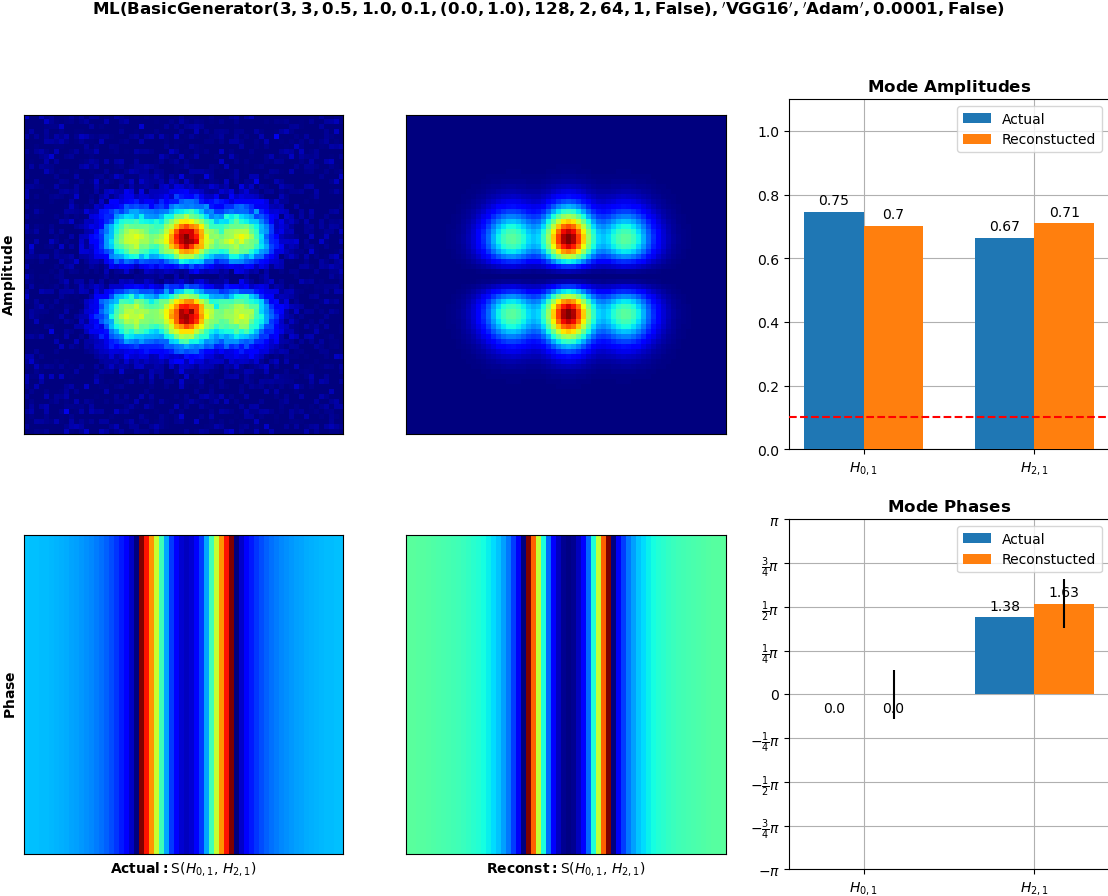 ML(BasicGenerator(3, 3, 0.5, 1.0, 0.1, (0.0, 1.0), 128, 2, 64, 1, False), ′VGG16′, ′Adam′, 0.0001, False)
Amplitude
Mode Amplitudes
Actual
Reconstucted
1.0
0.8
0.6
0.4
0.2
0.0
0.75
0.7
0.67
0.71
H0, 1
H2, 1
Phase
Actual: S(H0, 1, H2, 1)
Reconst: S(H0, 1, H2, 1)
Mode Phases
Actual
Reconstucted
π
3/4π
1/2π
1/4π
0
−1/4π
−1/2π
−3/4π
−π
0.0
0.0
1.38
1.63
H0, 1
H2, 1